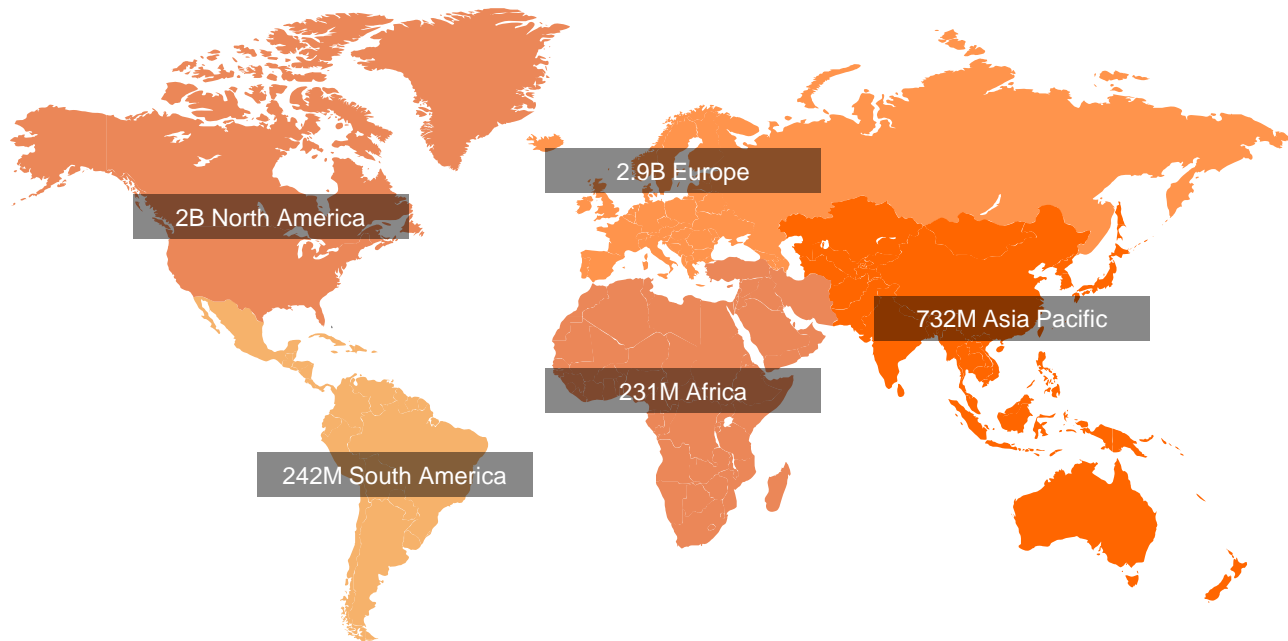 2.9B Europe
2B North America
732M Asia Pacific
231M Africa
242M South America